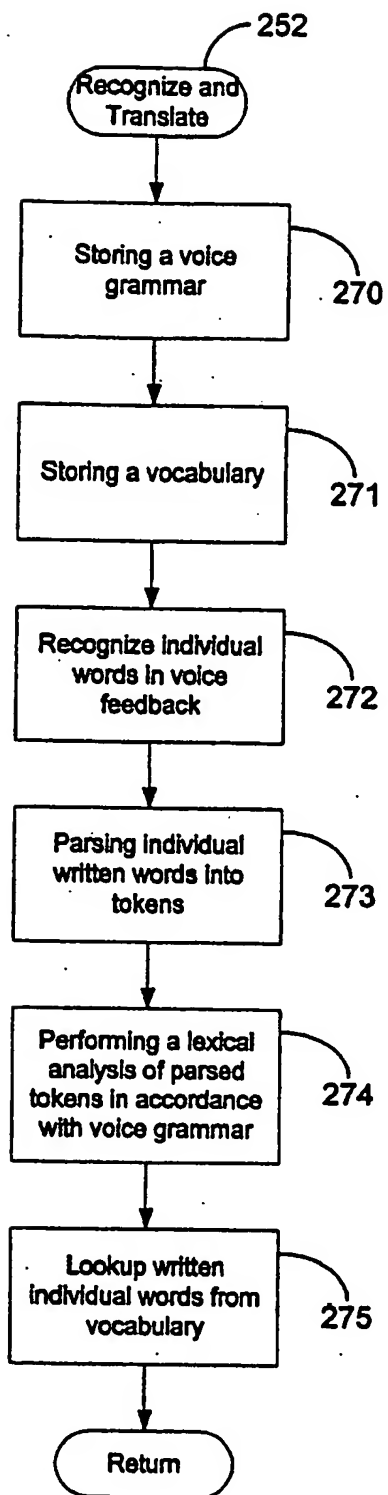 252
Recognize and
Translate
Storing a voice
grammar
270
Storing a vocabulary
271
Recognize individual
words in voice
feedback
272
Parsing individual
written words into
tokens
273
Performing a lexical
analysis of parsed
tokens in accordance
with voice grammar
274
Lookup written
individual words from
vocabulary
275
Return